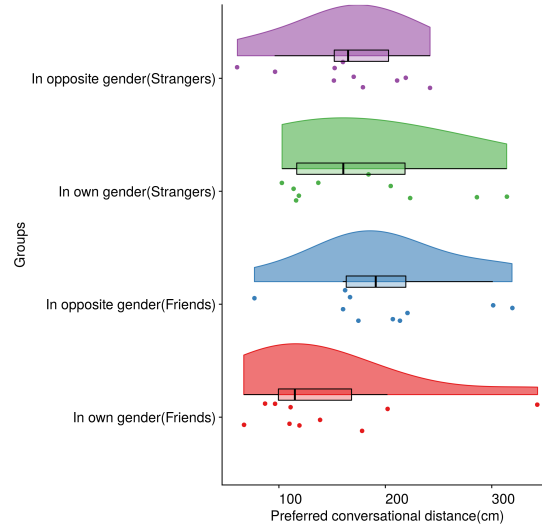 In opposite gender(Strangers)
In own gender(Strangers)
Groups
In opposite gender(Friends)
In own gender(Friends)
100
200
300
Preferred conversational distance(cm)